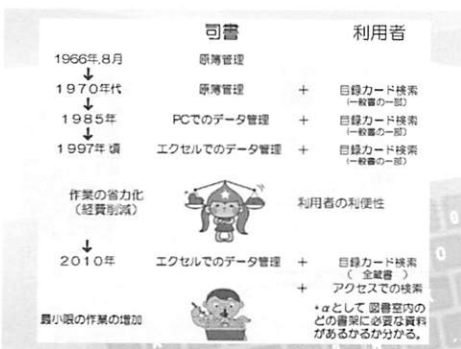 司書 利用者
1966年,8月 原簿管理
↓
1970年代 原簿管理 + 目録カード検索
(一般書の一部)
↓
1985年 PCでのデータ管理 + 目録カード検索
(一般書の一部)
↓
1997年頃 エクセルでのデータ管理 + 目録カード検索
(一般書の一部)
作業の省力化 利用者の利便性
(経費削減)
↓
2010年 エクセルでのデータ管理 + 目録カード検索
( 全蔵書 )
+ アクセスでの検索
最小限の作業の増加
・αとして 図書室内の
どの書架に必要な資料
があるかるか分かる。